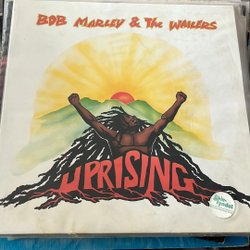 BOB MARLEY & THE WAILERS
UPRISING